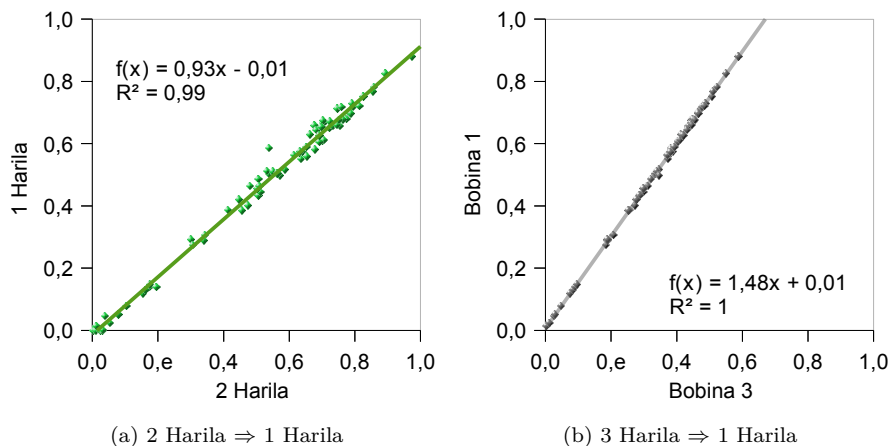 1,0
0,8
0,6
0,4
0,2
0,0
1 Harila
f(x) = 0,93x - 0,01
R² = 0,99
0,0 0,e 0,4 0,6 0,8 1,0
2 Harila
(a) 2 Harila ⇒ 1 Harila
1,0
0,8
0,6
0,4
0,2
0,0
Bobina 1
f(x) = 1,48x + 0,01
R² = 1
0,0 0,e 0,4 0,6 0,8 1,0
Bobina 3
(b) 3 Harila ⇒ 1 Harila